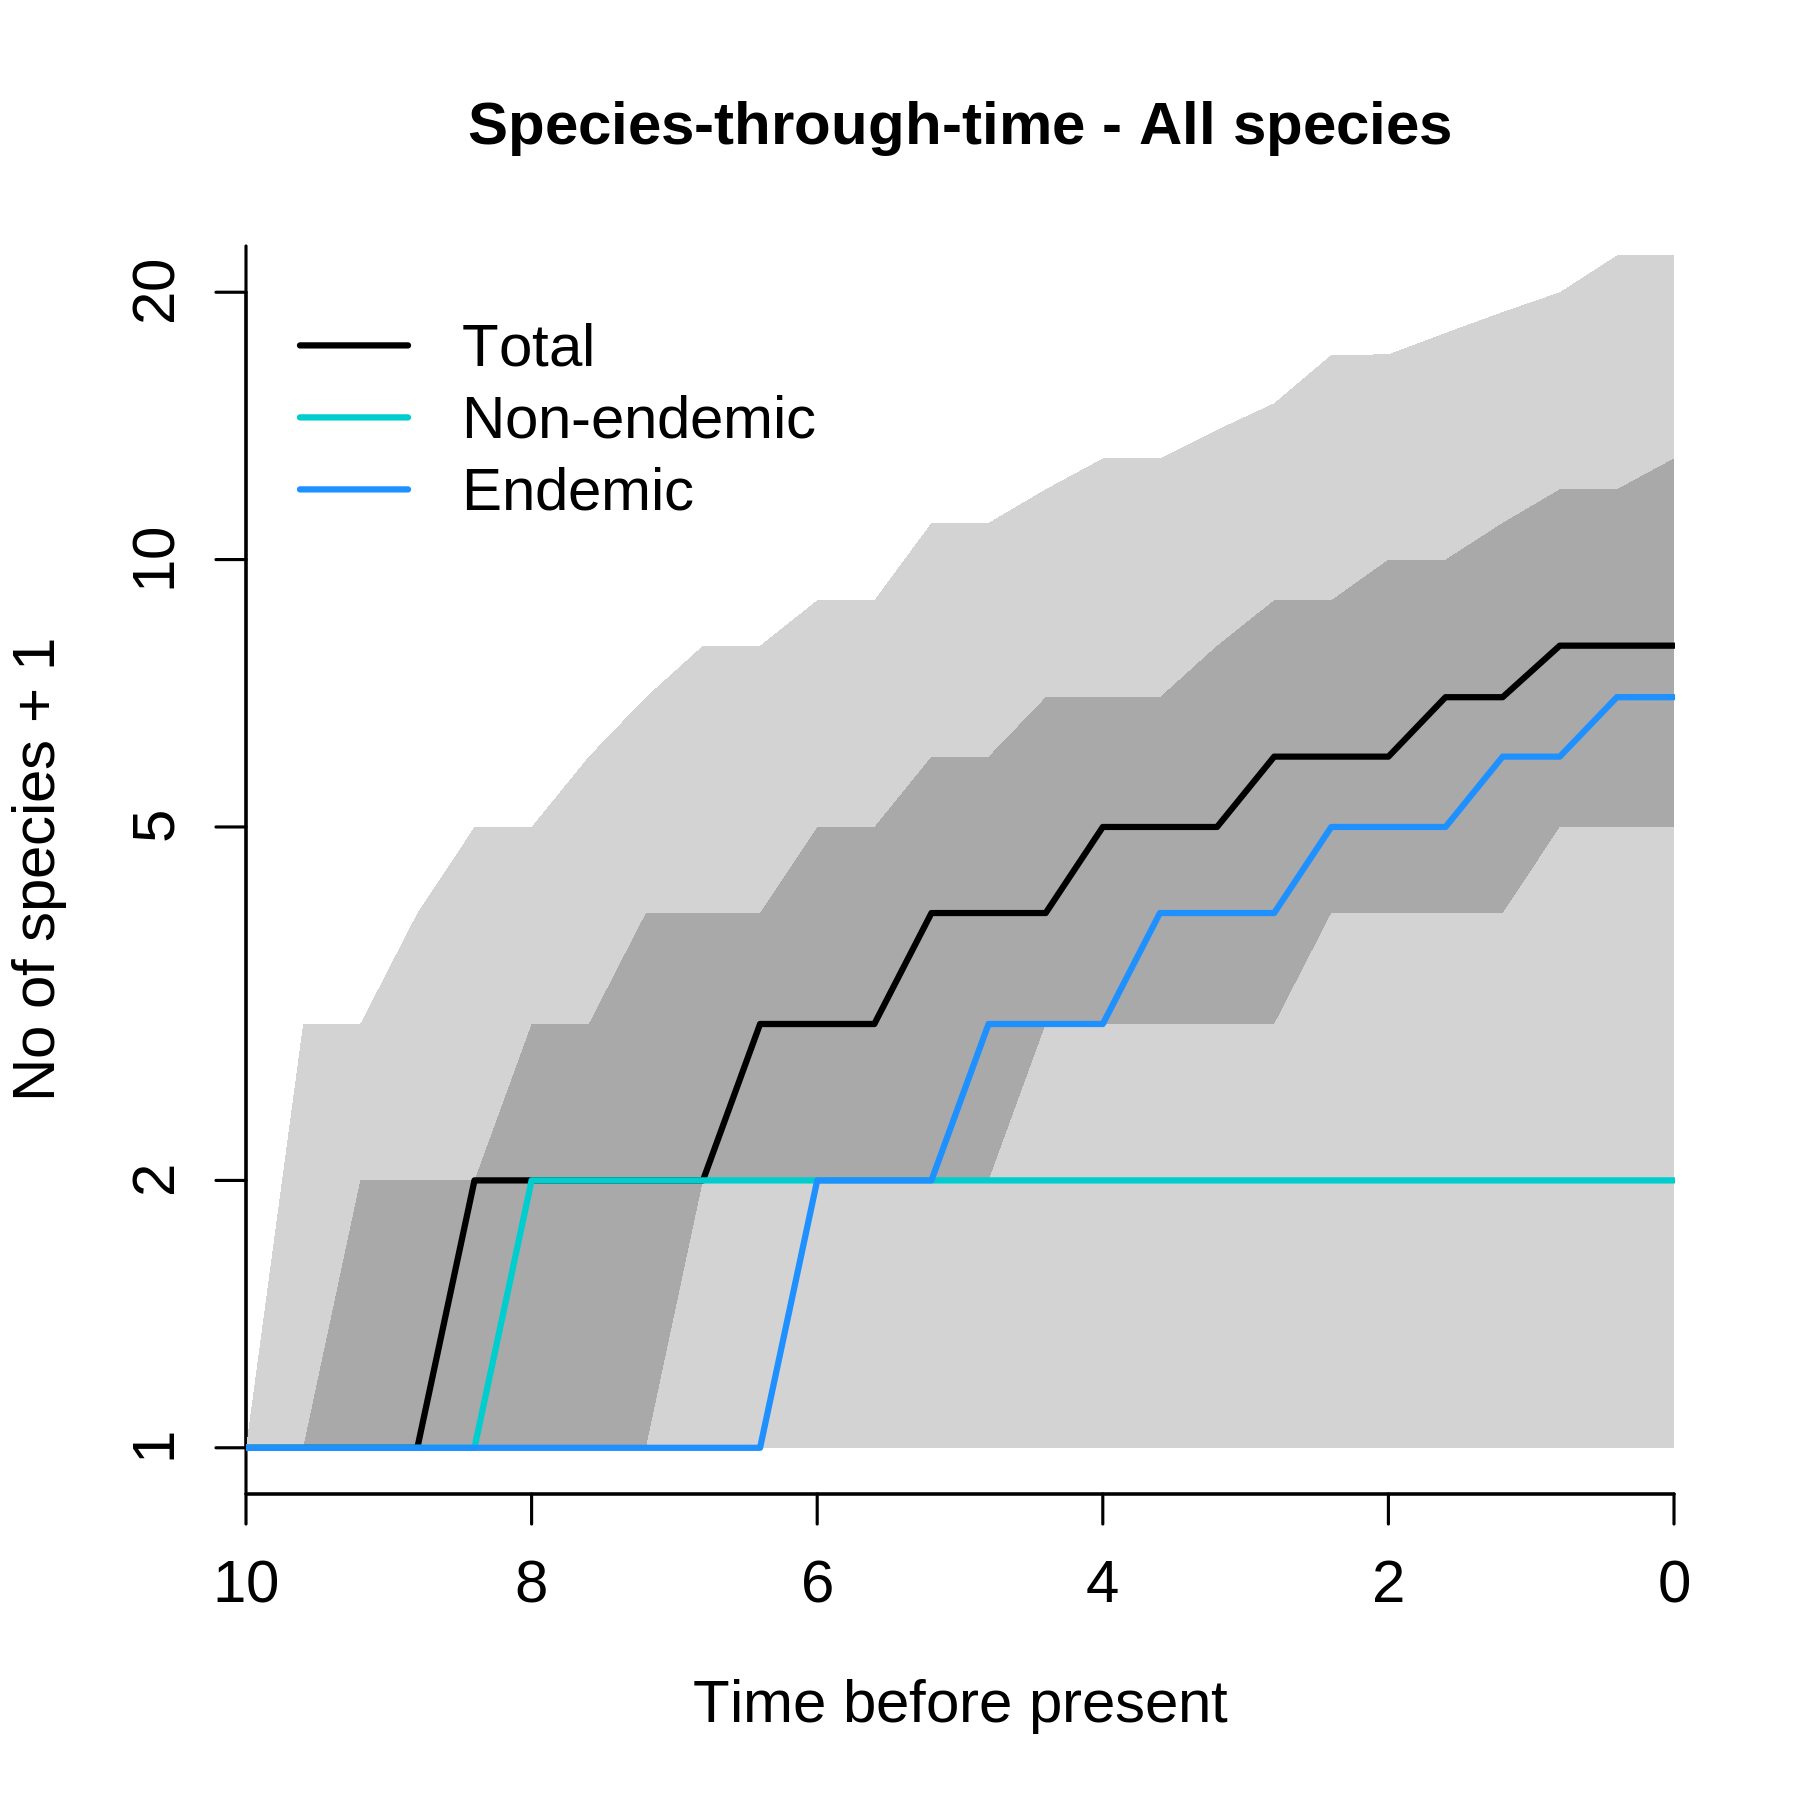 Species-through-time - All species
Total
Non-endemic
Endemic
No of species + 1
20
10
5
2
1
10 8 6 4 2 0
Time before present